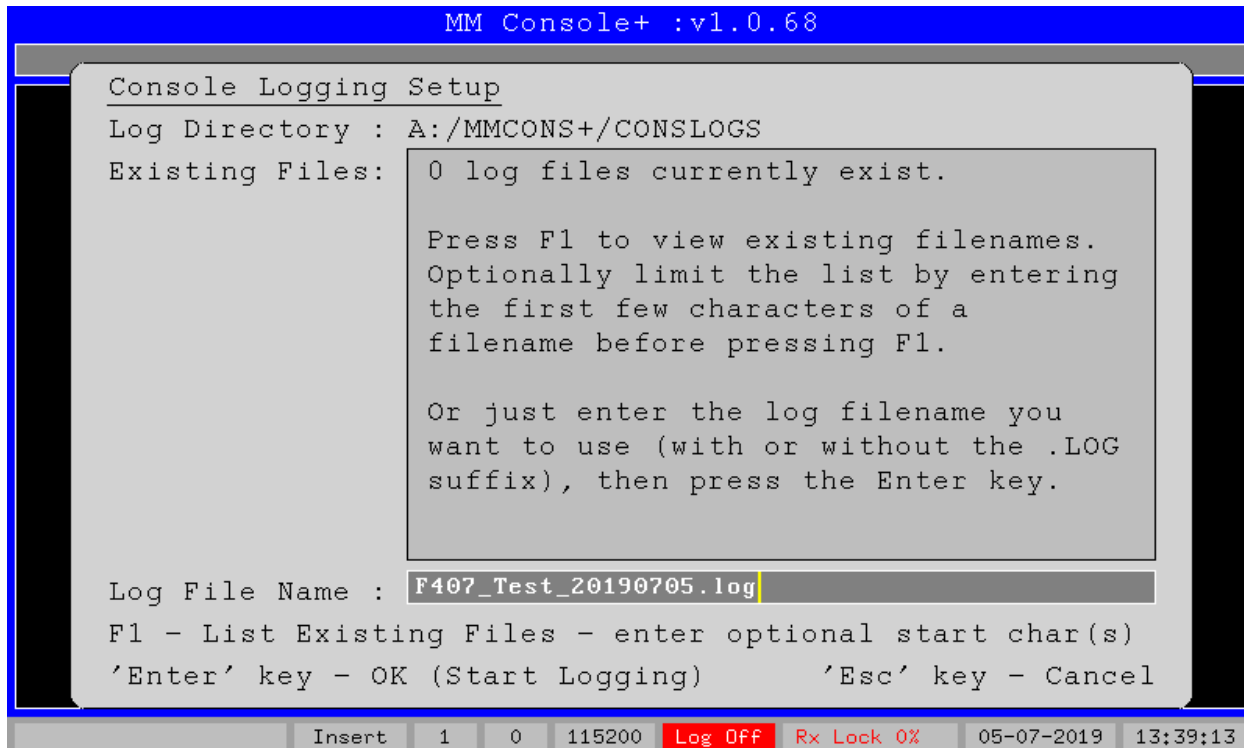 MM Console+ :v1.0.68
Console Logging Setup
Log Directory : A:/MMCONS+/CONSLOGS
Existing Files: 0 log files currently exist.
Press F1 to view existing filenames.
Optionally limit the list by entering
the first few characters of a
filename before pressing F1.
Or just enter the log filename you
want to use (with or without the .LOG
suffix), then press the Enter key.
Log File Name : F407_Test_20190705.log
F1 - List Existing Files - enter optional start char(s)
'Enter' key - OK (Start Logging) 'Esc' key - Cancel
Insert 1 0 115200 Log Off Rx Lock 0% 05-07-2019 13:39:13